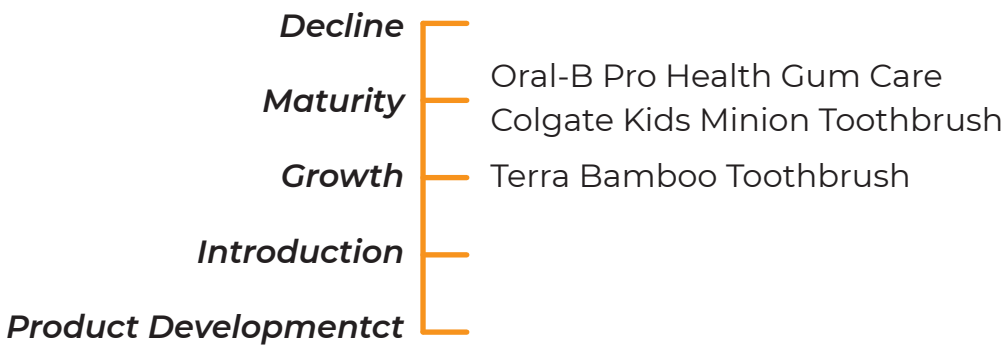 Decline
Maturity
Oral-B Pro Health Gum Care
Colgate Kids Minion Toothbrush
Growth
Terra Bamboo Toothbrush
Introduction
Product Developmentct